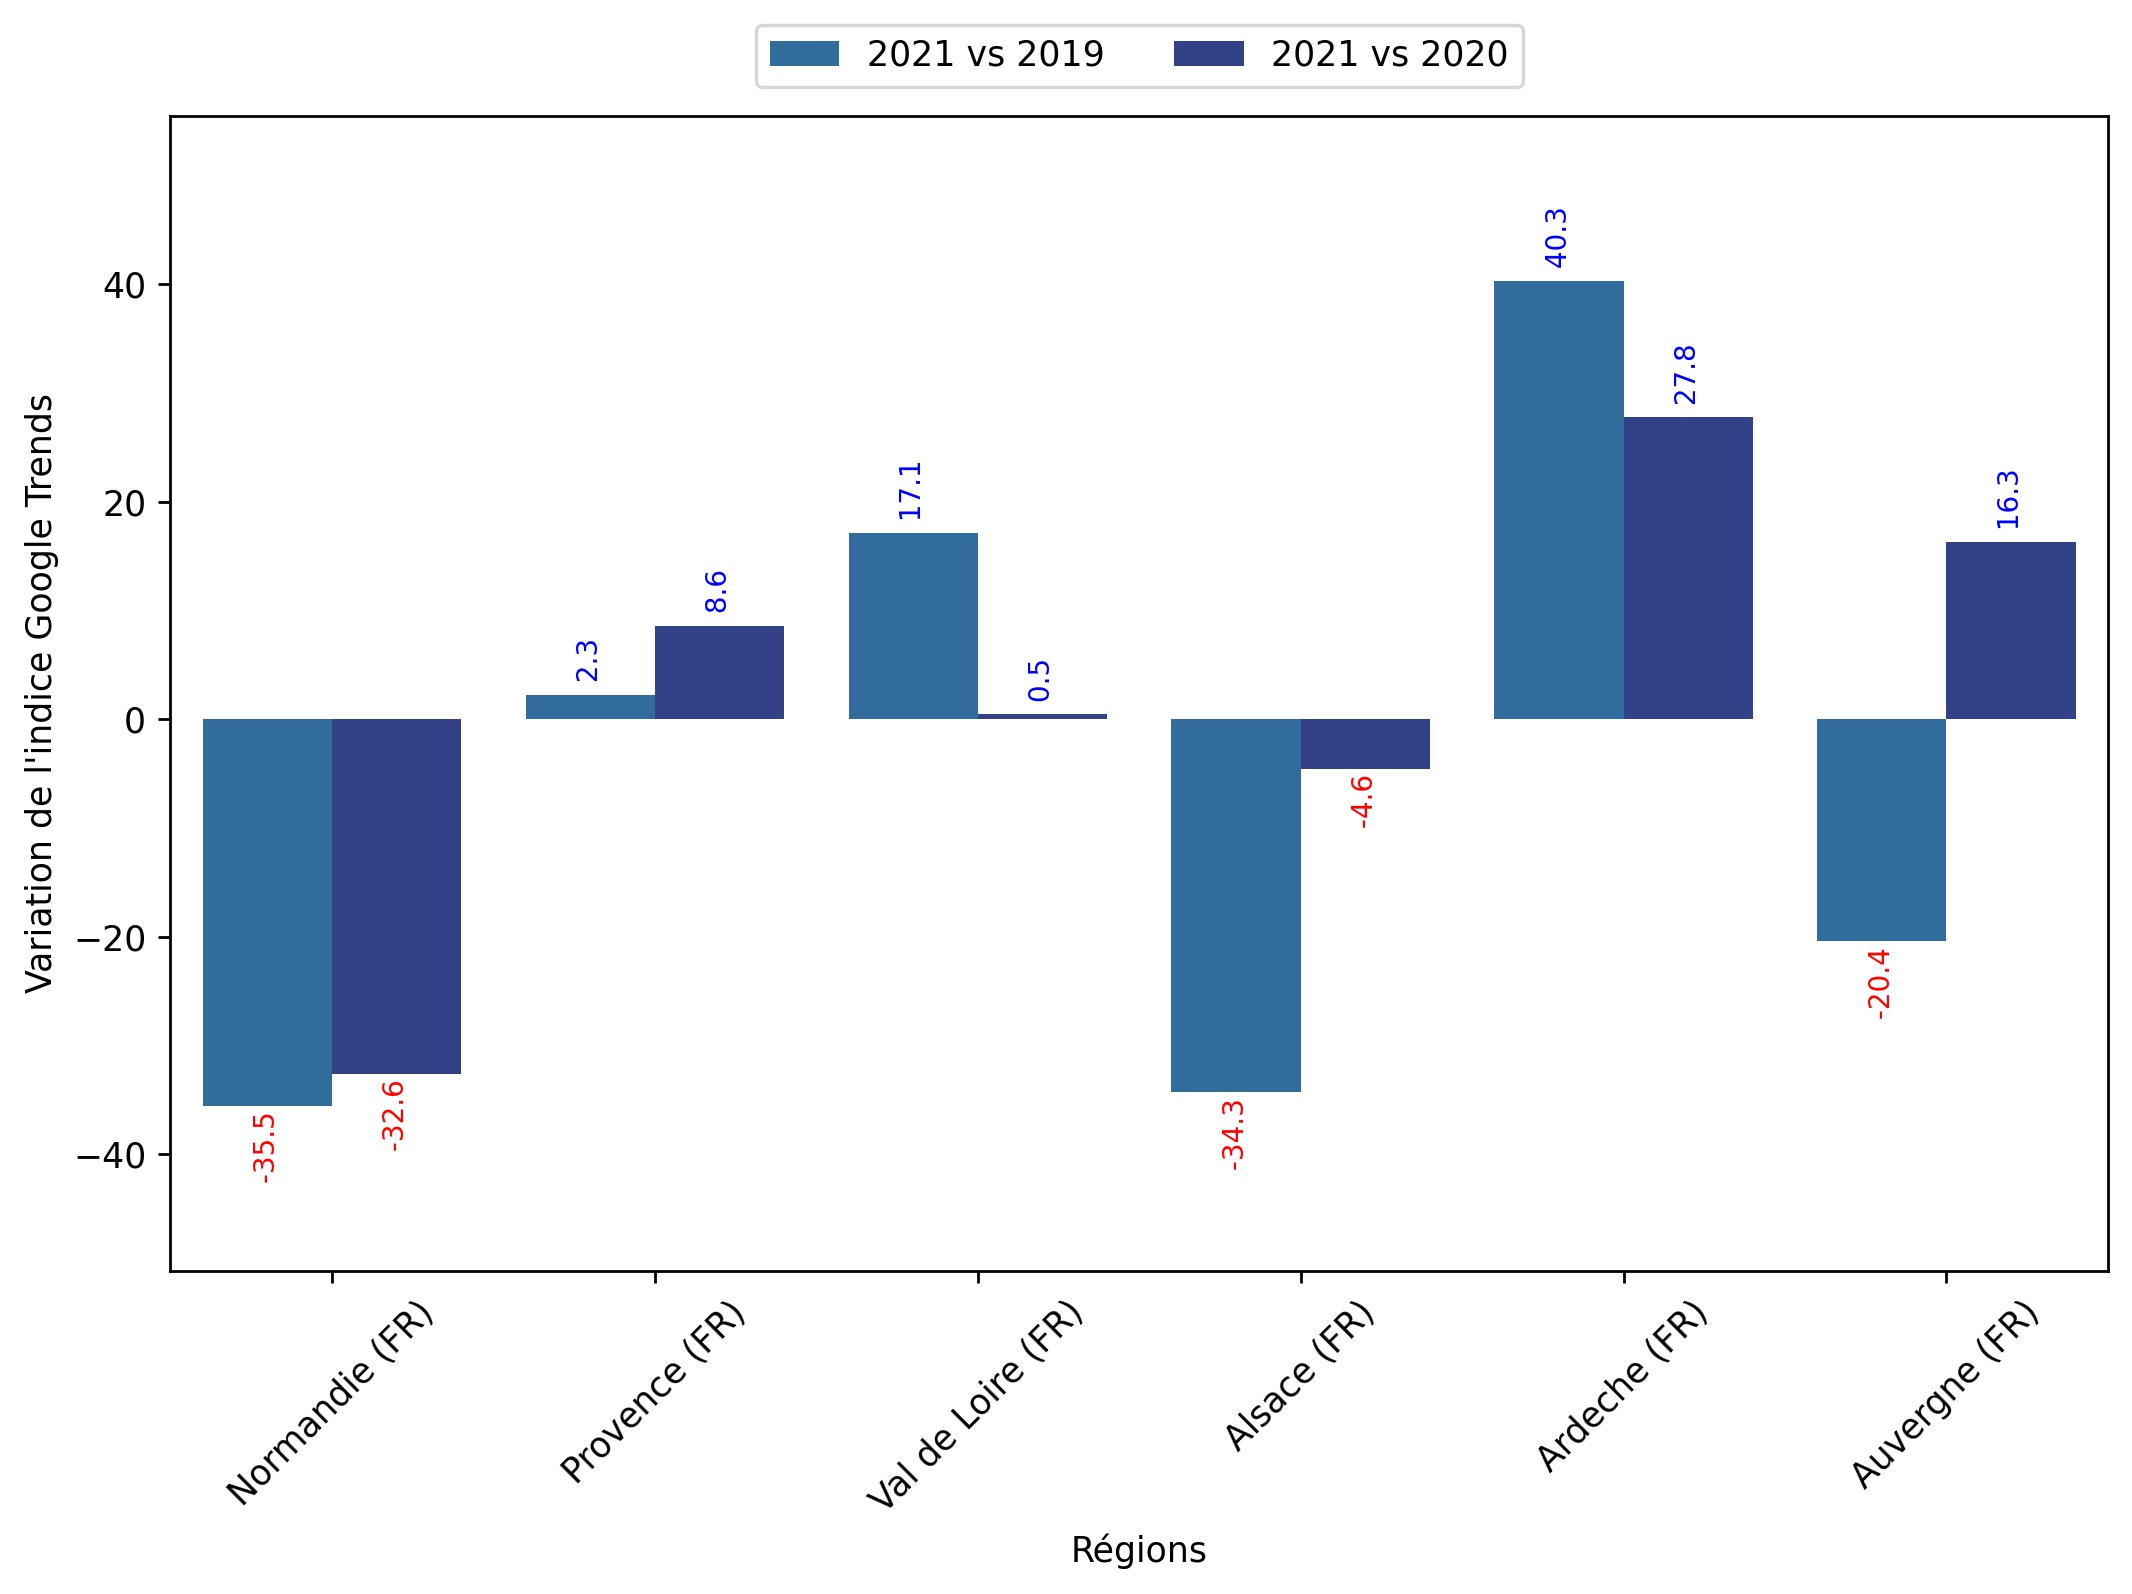 2021 vs 2019
2021 vs 2020
Variation de l'indice Google Trends
40
20
0
−20
−40
-35.5
-32.6
2.3
8.6
17.1
0.5
-34.3
-4.6
40.3
27.8
-20.4
16.3
Normandie (FR)
Provence (FR)
Val de Loire (FR)
Alsace (FR)
Ardeche (FR)
Auvergne (FR)
Régions